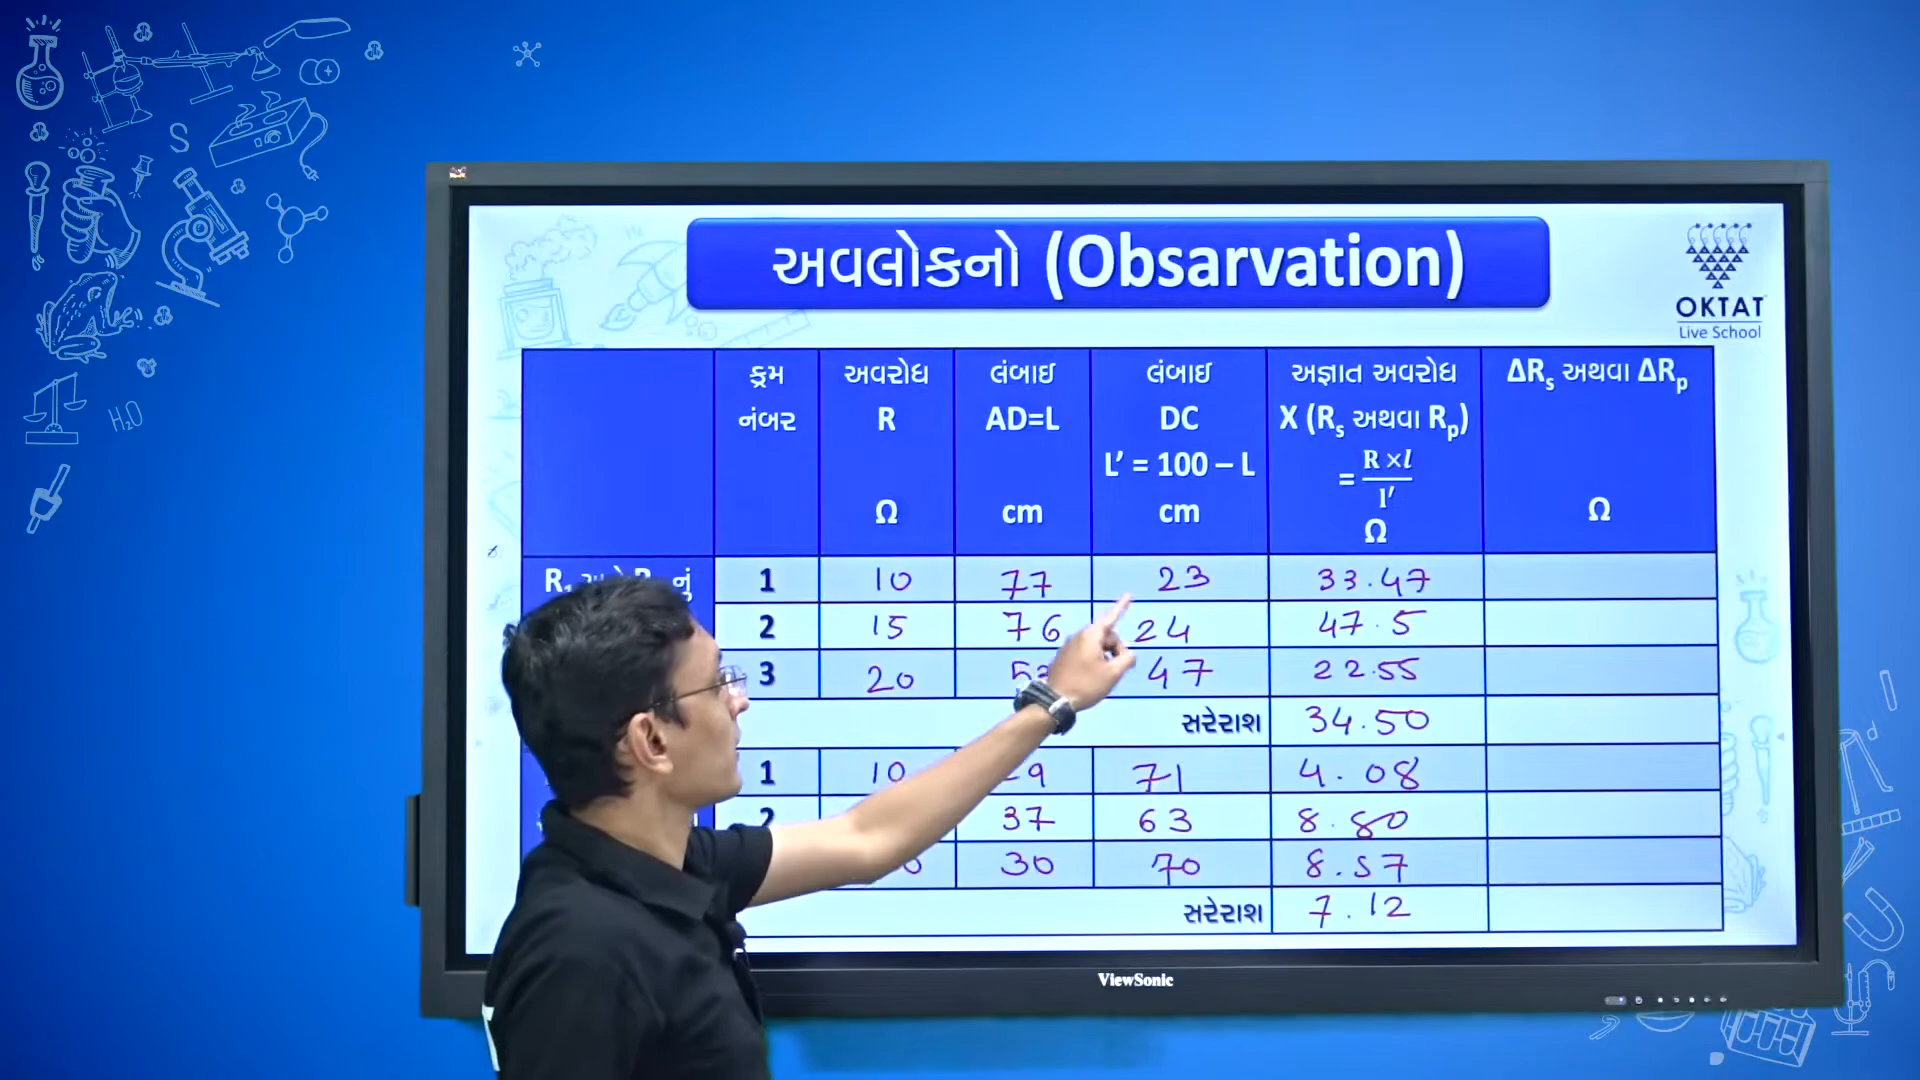 અવલોકનો (Obsarvation)
OKTAT
Live School
ક્રમ નંબર
અવરોધ R Ω
લંબાઇ AD=L cm
લંબાઇ DC L’ = 100 – L cm
અજ્ઞાત અવરોધ X (Rs અથવા Rp) = R ×l / l′ Ω
ΔRs અથવા ΔRp Ω
1 10 77 23 33.47
2 15 76 24 47.5
3 20 47 22.55
સરેરાશ 34.50
1 10 71 4.08
2 37 63 8.80
30 70 8.57
સરેરાશ 7.12
ViewSonic
S
H₂O